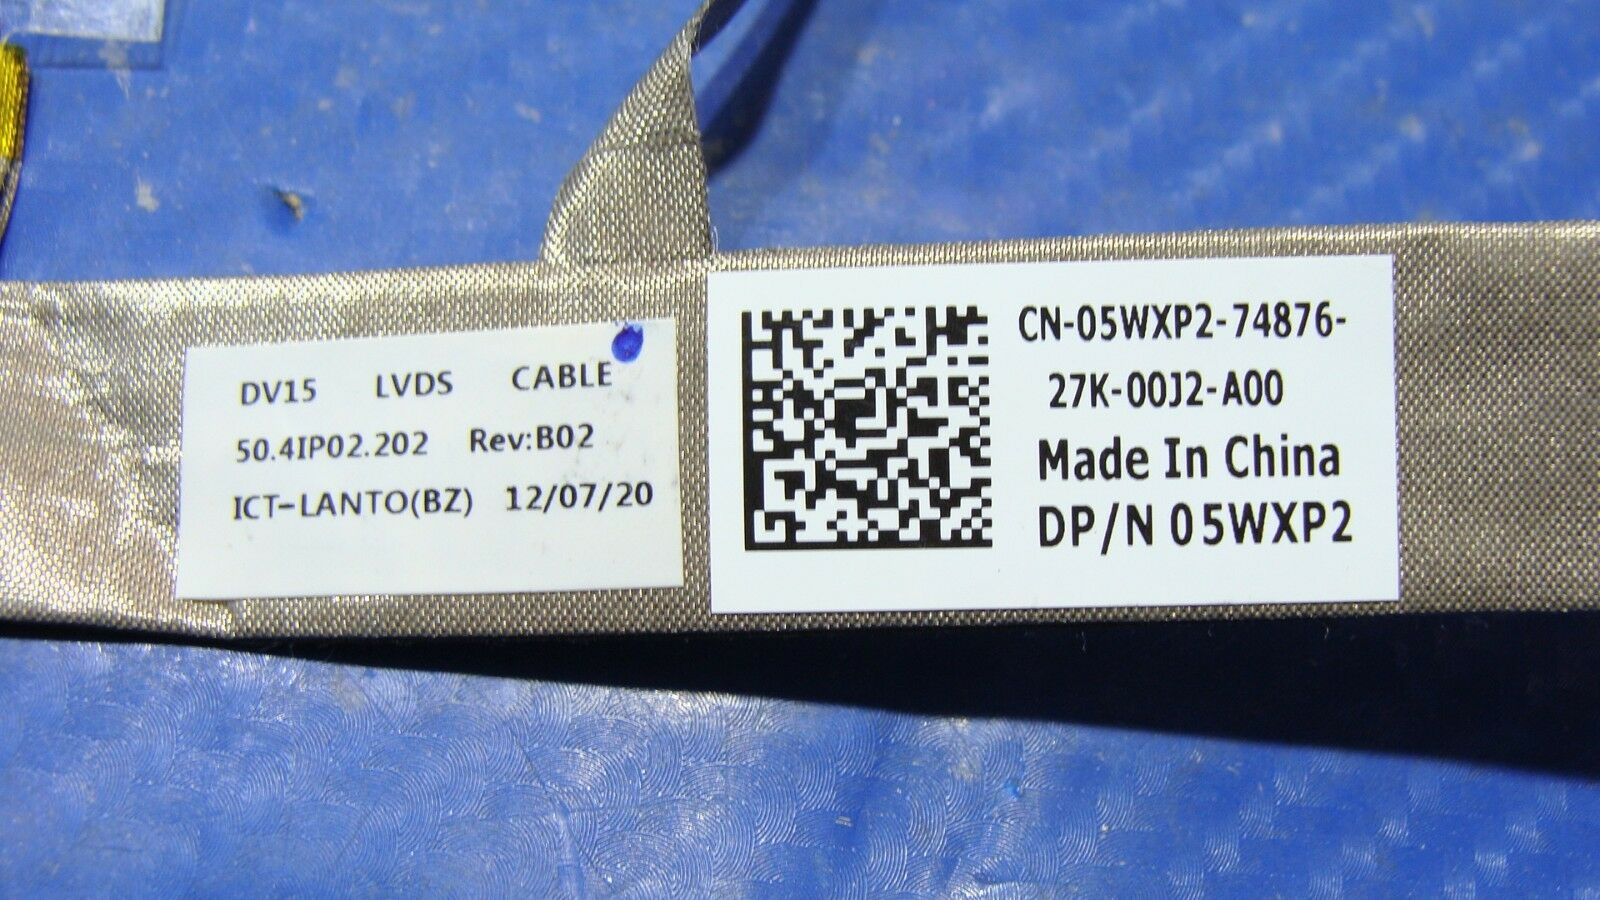 DV15 LVDS CABLE
50.4IP02.202 Rev:B02
ICT-LANTO(BZ) 12/07/20
CN-05WXP2-74876-
27K-00J2-A00
Made In China
DP/N 05WXP2